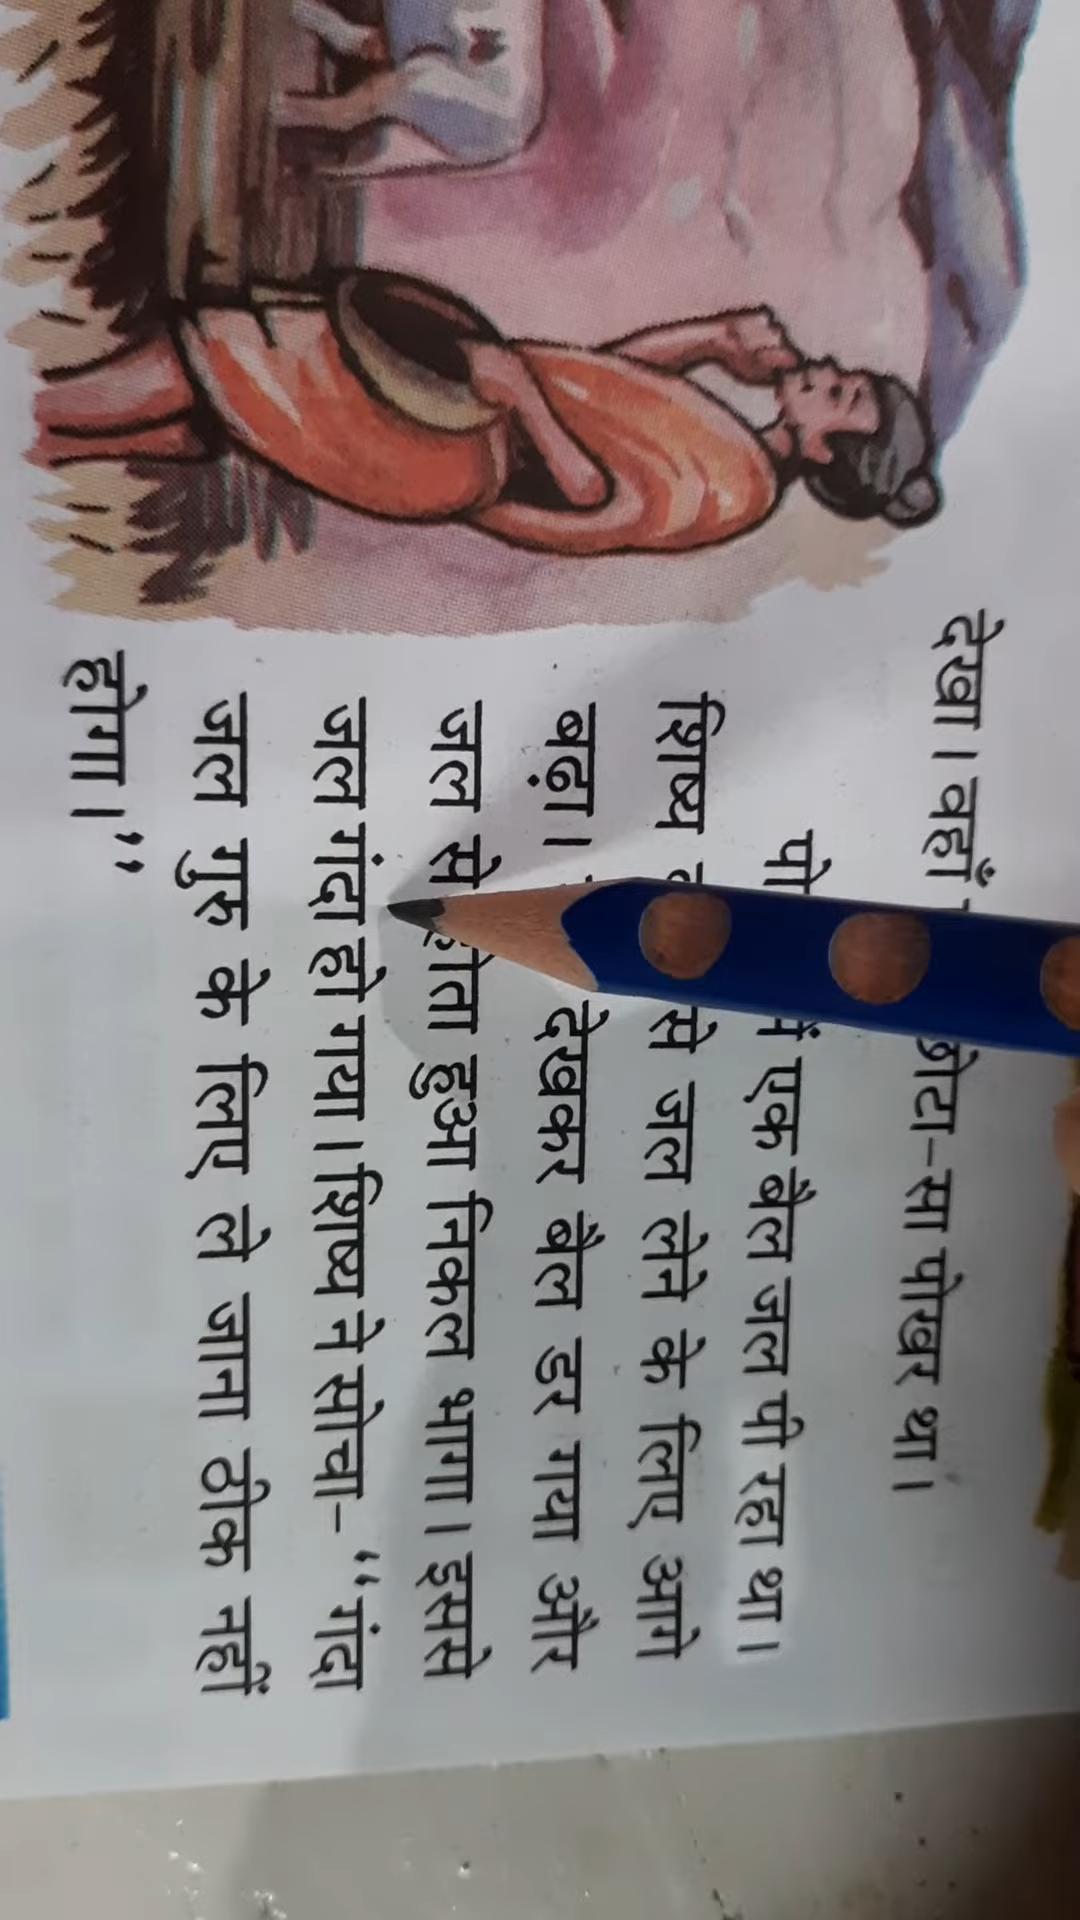 देखा। वहाँ छोटा-सा पोखर था।
में एक बैल जल पी रहा था।
शिष्य से जल लेने के लिए आगे
बढ़ा। देखकर बैल डर गया और
जल से होता हुआ निकल भागा। इससे
जल गंदा हो गया। शिष्य ने सोचा- “गंदा
जल गुरु के लिए ले जाना ठीक नहीं
होगा।”